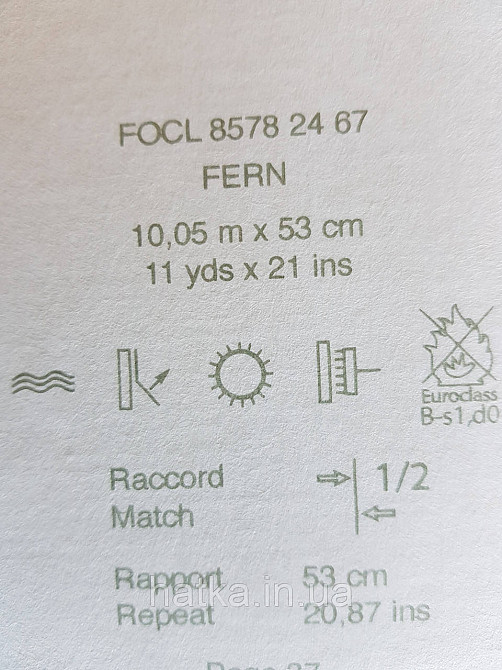 FOCL 8578 24 67
FERN
10,05 m x 53 cm
11 yds x 21 ins
Euroclass
B-s1,d0
Raccord 1/2
Match
Rapport 53 cm
Repeat 20,87 ins
natka.in.ua